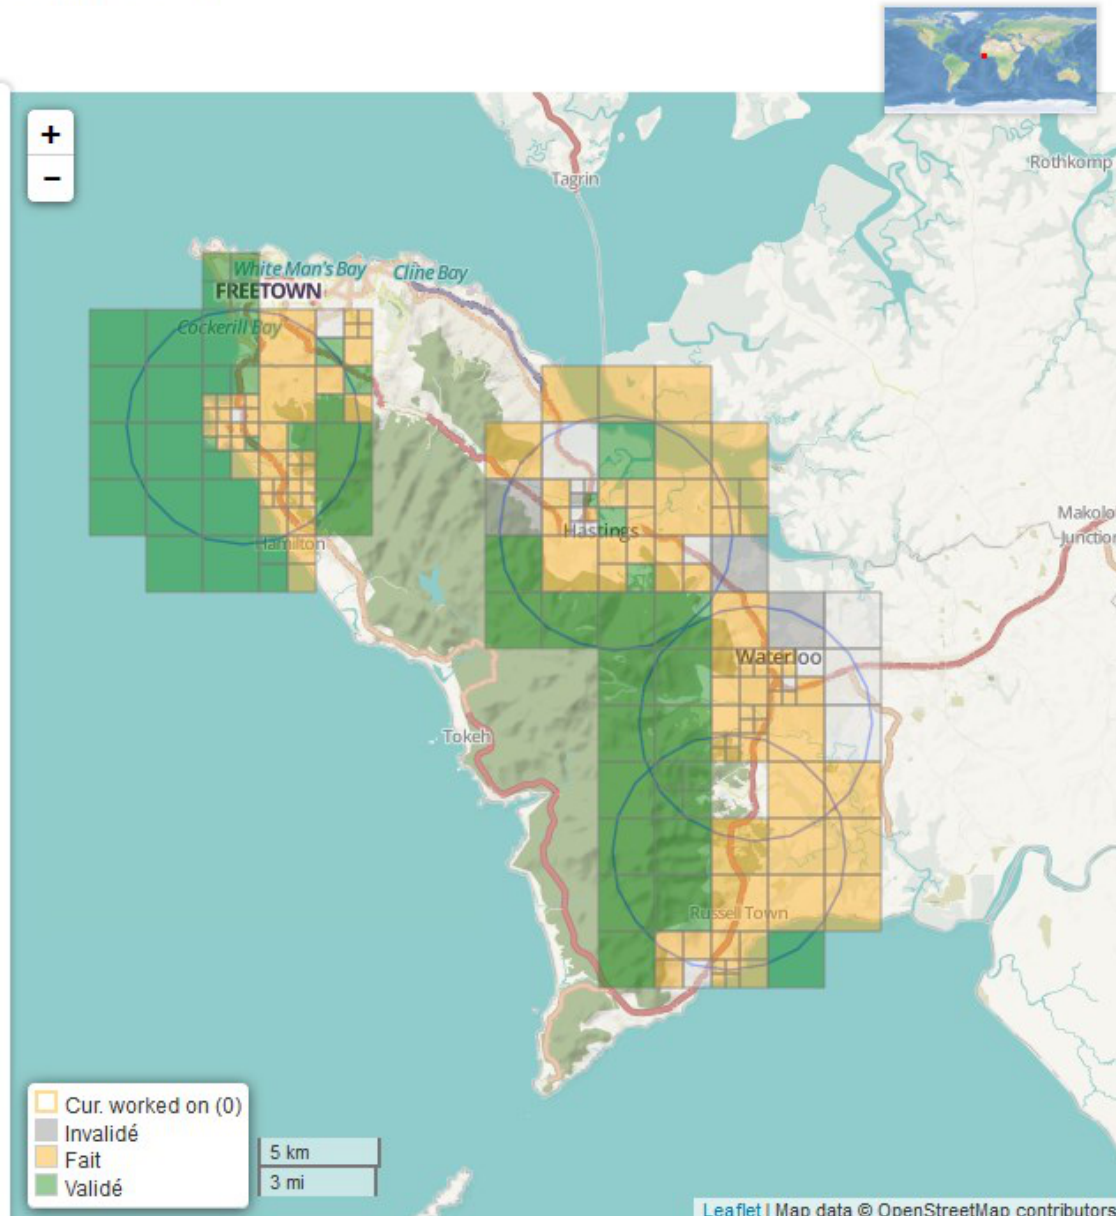 +
−
Tagrin
Rothkomp
White Man's Bay
Cline Bay
FREETOWN
Cockerill Bay
Makolo
Junction
Hastings
Hamilton
Waterloo
Tokeh
Russell Town
Cur. worked on (0)
Invalidé
Fait
Validé
5 km
3 mi
Leaflet | Map data © OpenStreetMap contributors